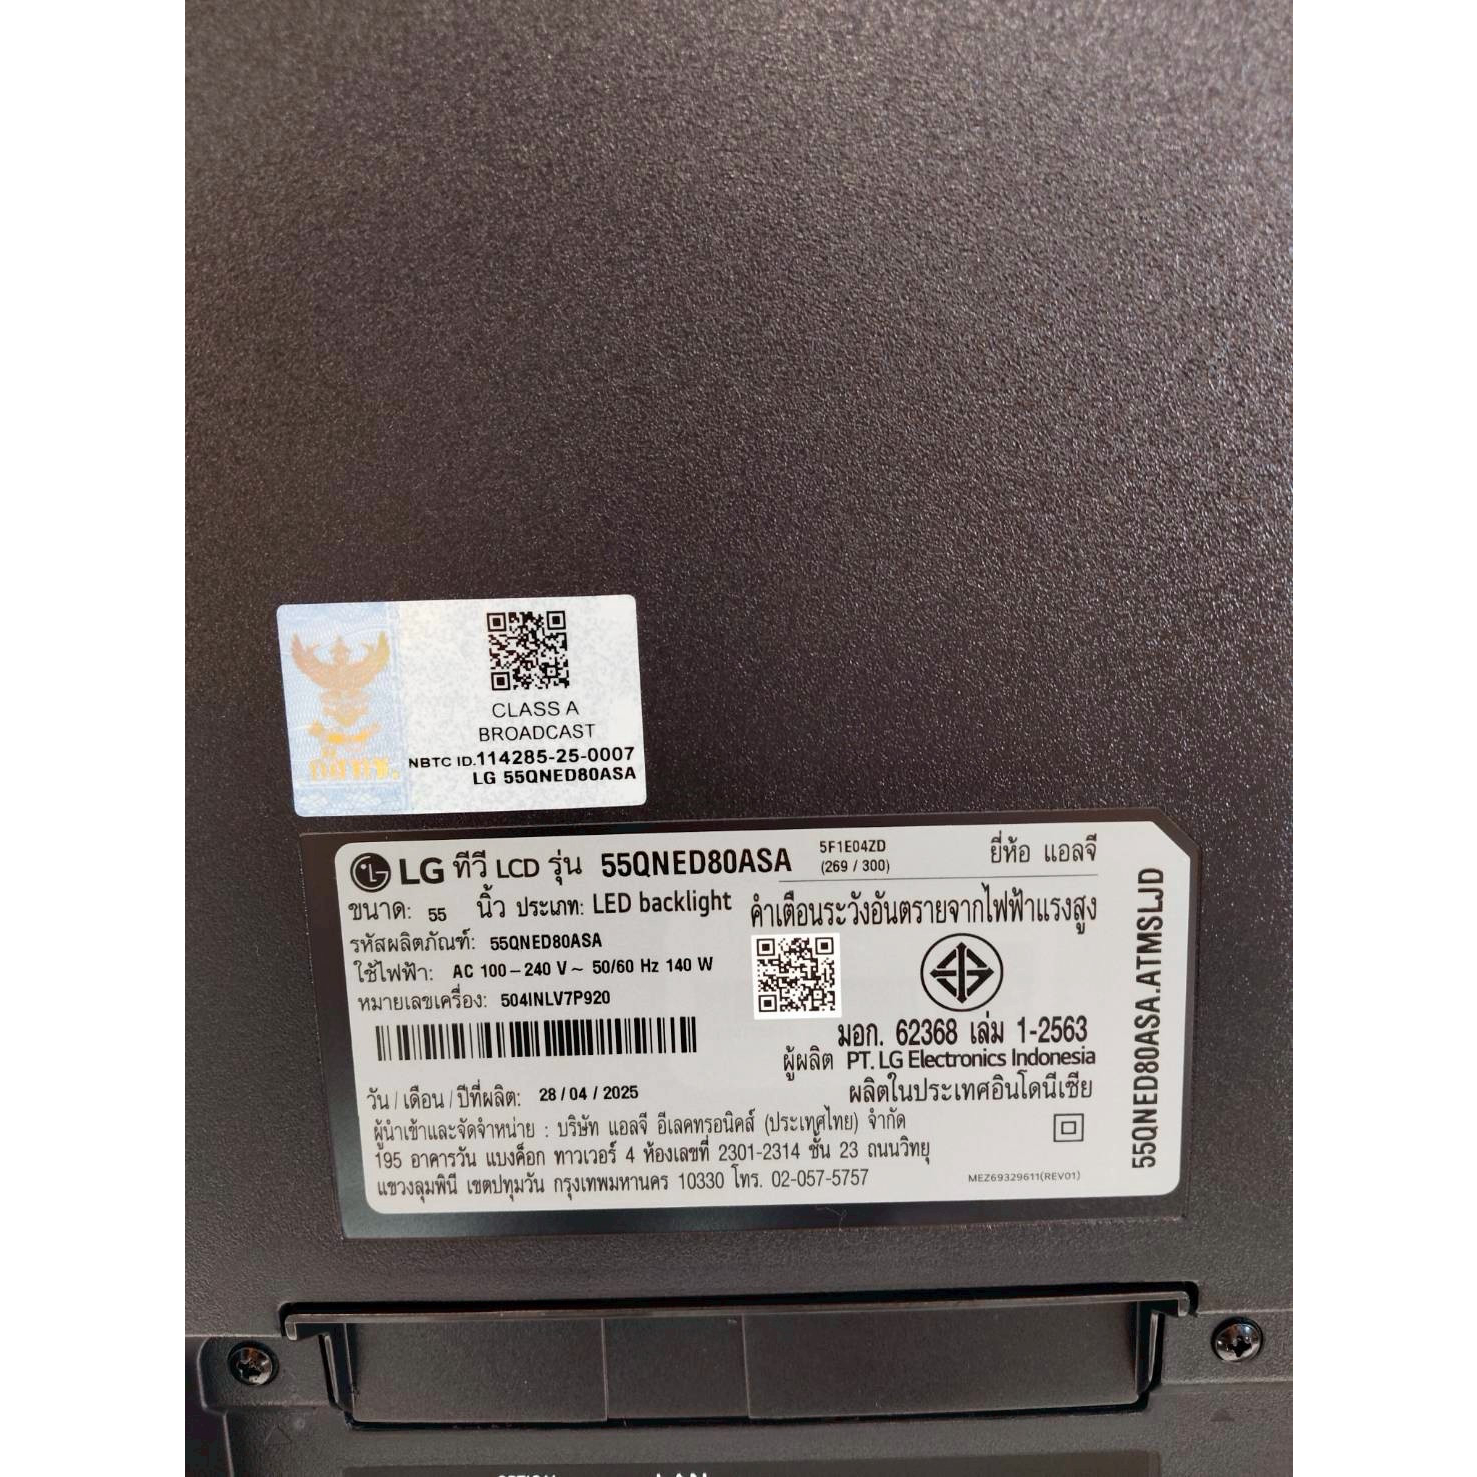 CLASS A
BROADCAST
NBTC ID.114285-25-0007
LG 55QNED80ASA
กสทช.
LG ทีวี LCD รุ่น 55QNED80ASA
5F1E04ZD
(269 / 300)
ยี่ห้อ แอลจี
ขนาด: 55 นิ้ว ประเภท: LED backlight
คำเตือนระวังอันตรายจากไฟฟ้าแรงสูง
รหัสผลิตภัณฑ์: 55QNED80ASA
ใช้ไฟฟ้า: AC 100 – 240 V ~ 50/60 Hz 140 W
หมายเลขเครื่อง: 504INLV7P920
มอก. 62368 เล่ม 1-2563
ผู้ผลิต PT. LG Electronics Indonesia
ผลิตในประเทศอินโดนีเซีย
วัน / เดือน / ปีที่ผลิต: 28 / 04 / 2025
ผู้นำเข้าและจัดจำหน่าย : บริษัท แอลจี อีเลคทรอนิคส์ (ประเทศไทย) จำกัด
195 อาคารวัน แบงค็อก ทาวเวอร์ 4 ห้องเลขที่ 2301-2314 ชั้น 23 ถนนวิทยุ
แขวงลุมพินี เขตปทุมวัน กรุงเทพมหานคร 10330 โทร. 02-057-5757
MEZ69329611(REV01)
55QNED80ASA.ATMSLJD
LAN